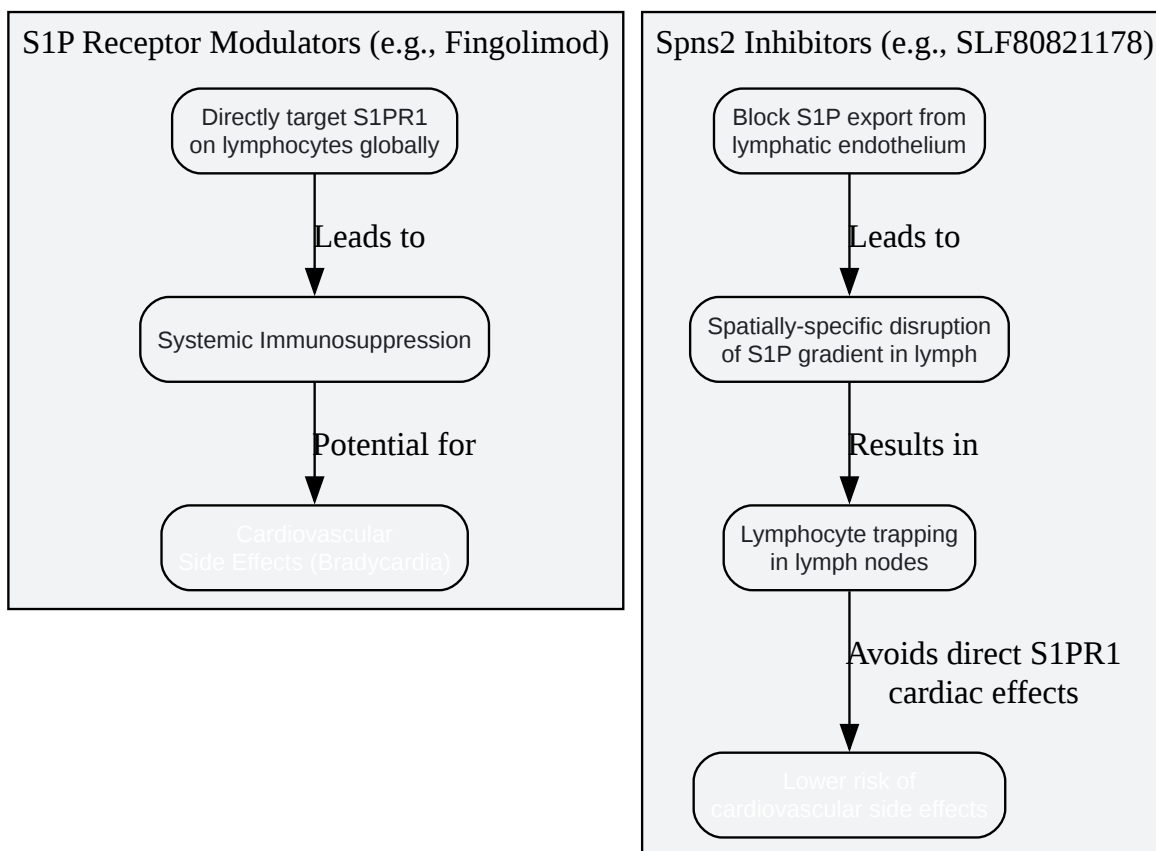 S1P Receptor Modulators (e.g., Fingolimod)
Directly target S1PR1
on lymphocytes globally
Leads to
Systemic Immunosuppression
Potential for
Cardiovascular
Side Effects (Bradycardia)
Spns2 Inhibitors (e.g., SLF80821178)
Block S1P export from
lymphatic endothelium
Leads to
Spatially-specific disruption
of S1P gradient in lymph
Results in
Lymphocyte trapping
in lymph nodes
Avoids direct S1PR1
cardiac effects
Lower risk of
cardiovascular side effects